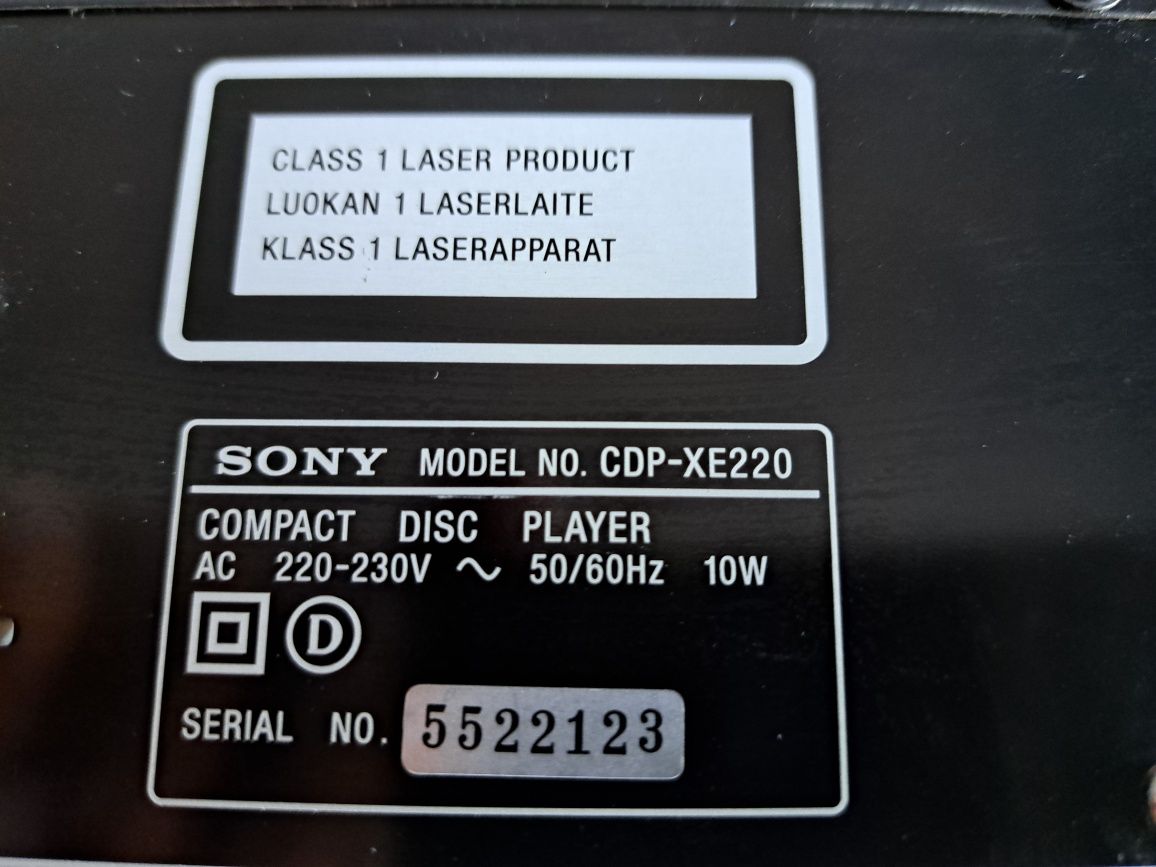 CLASS 1 LASER PRODUCT
LUOKAN 1 LASERLAITE
KLASS 1 LASERAPPARAT
SONY MODEL NO. CDP-XE220
COMPACT DISC PLAYER
AC 220-230V ~ 50/60Hz 10W
D
SERIAL NO. 5522123